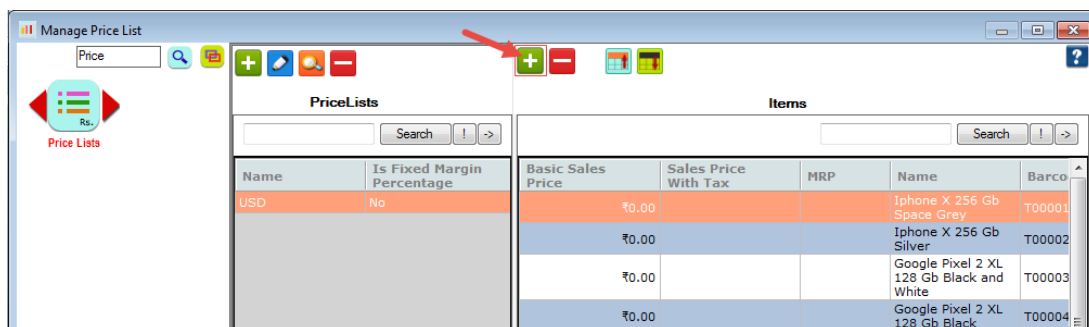 Manage Price List
Price
?
PriceLists
Items
Search ! ->
Search ! ->
Rs.
Price Lists
Name Is Fixed Margin Percentage
Basic Sales Price Sales Price With Tax MRP Name Barco
USD No
₹0.00 Iphone X 256 Gb Space Grey T00001
₹0.00 Iphone X 256 Gb Silver T00002
₹0.00 Google Pixel 2 XL 128 Gb Black and White T00003
₹0.00 Google Pixel 2 XL 128 Gb Black T00004